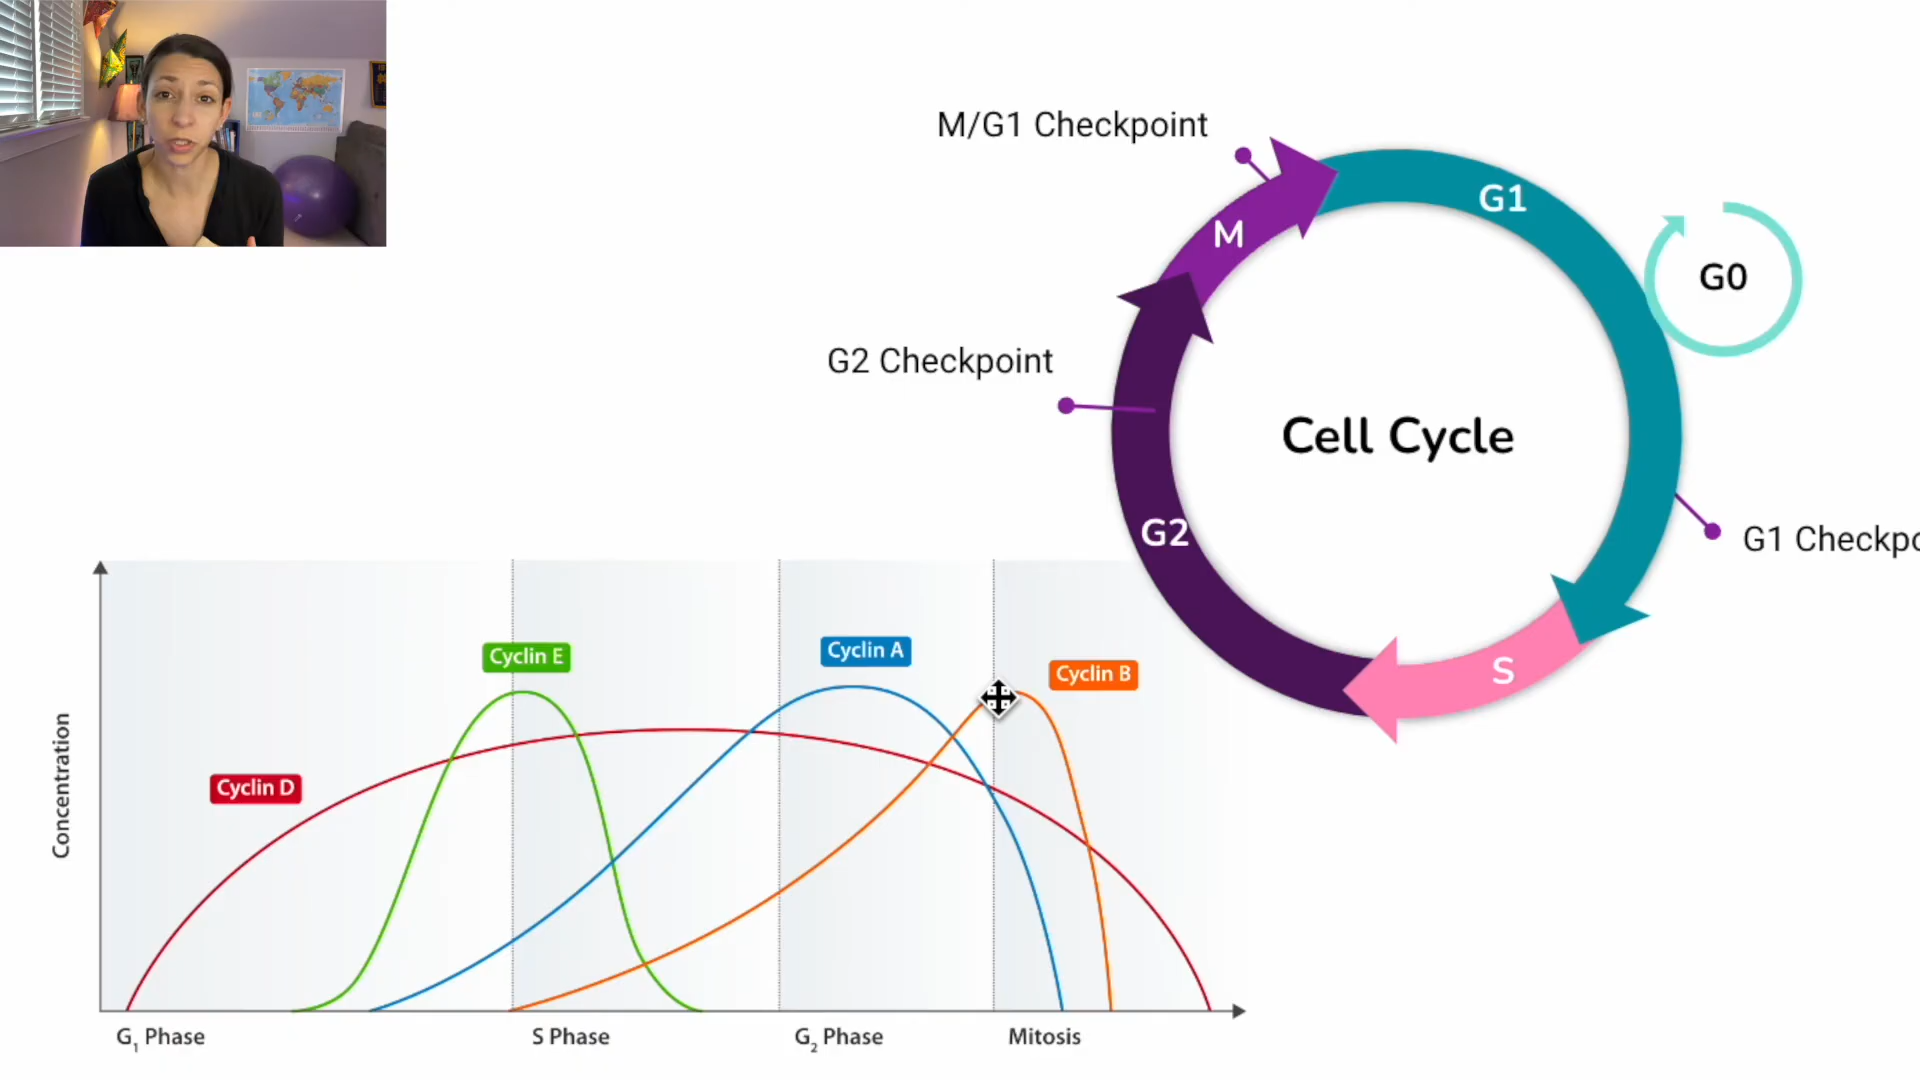 M/G1 Checkpoint
G1
M
G0
G2 Checkpoint
Cell Cycle
G2
G1 Checkpo
S
Cyclin E
Cyclin A
Cyclin B
Cyclin D
Concentration
G1 Phase
S Phase
G2 Phase
Mitosis